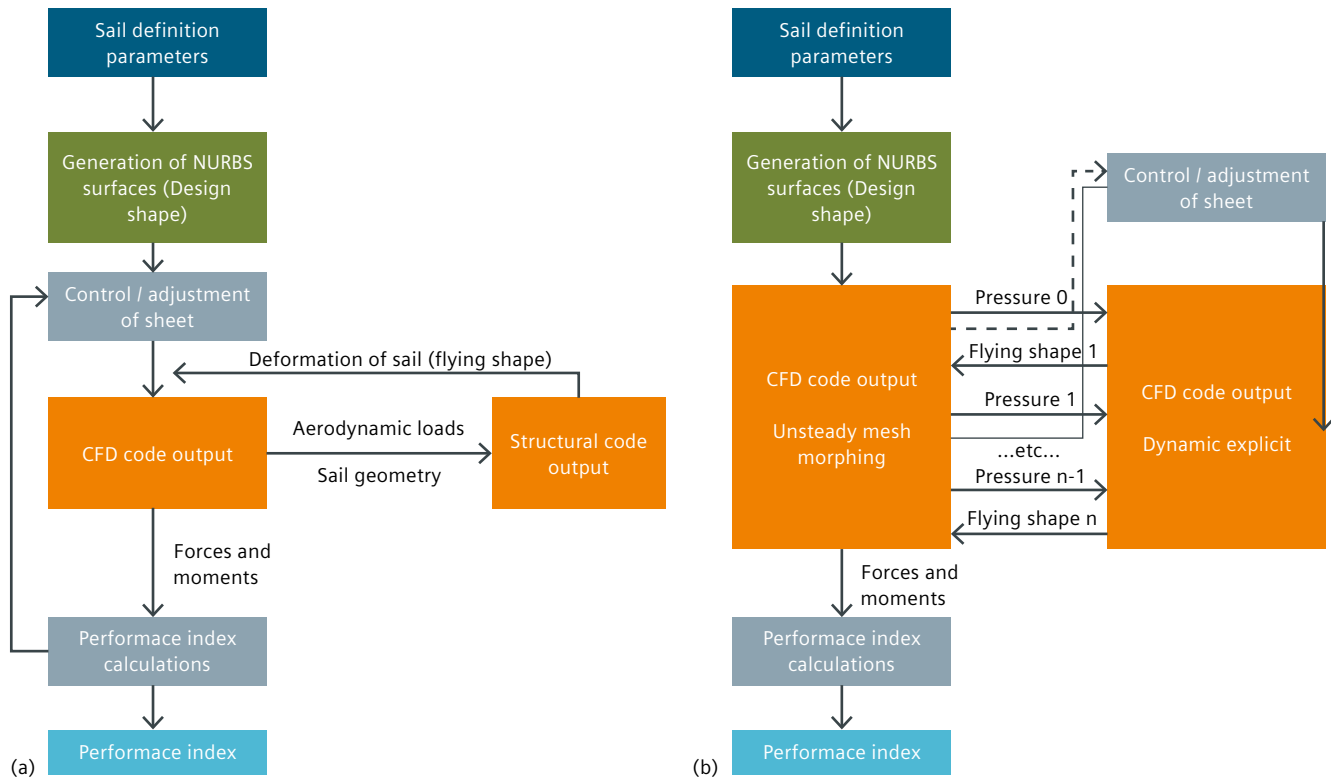 Sail definition
parameters
Generation of NURBS
surfaces (Design
shape)
Control / adjustment
of sheet
Deformation of sail (flying shape)
CFD code output
Aerodynamic loads
Sail geometry
Structural code
output
Forces and
moments
Performace index
calculations
Performace index
(a)
Sail definition
parameters
Generation of NURBS
surfaces (Design
shape)
Control / adjustment
of sheet
Pressure 0
Flying shape 1
CFD code output
Unsteady mesh
morphing
Pressure 1
...etc...
Pressure n-1
Flying shape n
CFD code output
Dynamic explicit
Forces and
moments
Performace index
calculations
Performace index
(b)